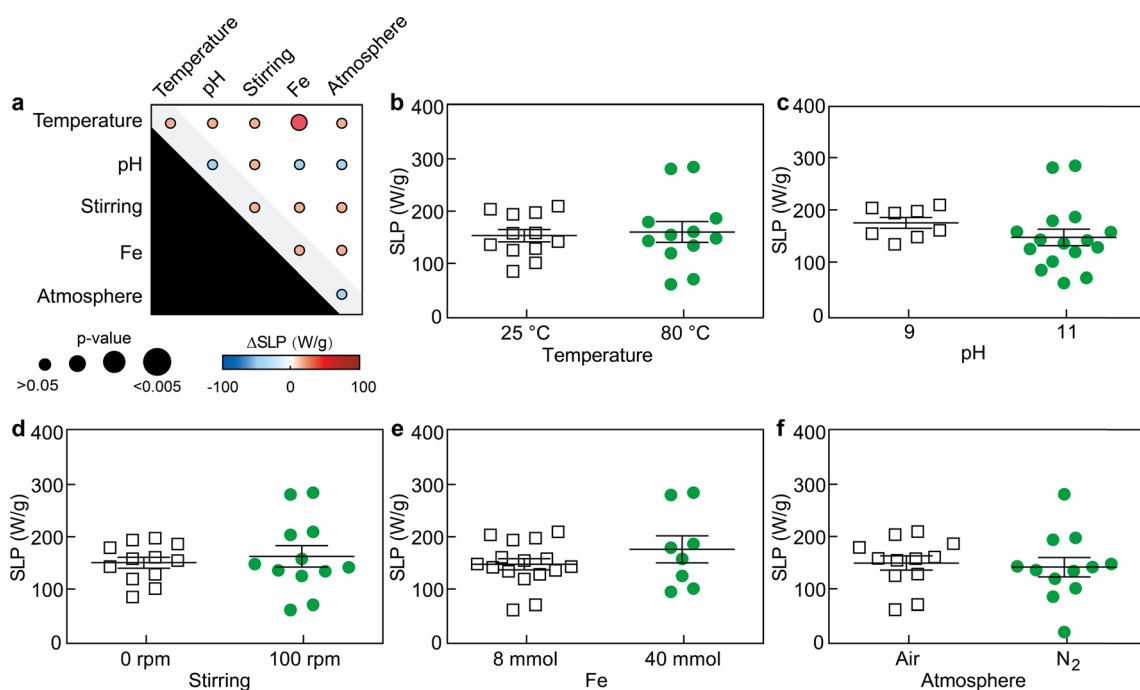 a
Temperature
pH
Stirring
Fe
Atmosphere
Temperature
pH
Stirring
Fe
Atmosphere
p-value
>0.05
<0.005
ΔSLP (W/g)
-100
0
100
b
SLP (W/g)
400
300
200
100
0
25 °C
80 °C
Temperature
c
SLP (W/g)
400
300
200
100
0
9
11
pH
d
SLP (W/g)
400
300
200
100
0
0 rpm
100 rpm
Stirring
e
SLP (W/g)
400
300
200
100
0
8 mmol
40 mmol
Fe
f
SLP (W/g)
400
300
200
100
0
Air
N₂
Atmosphere